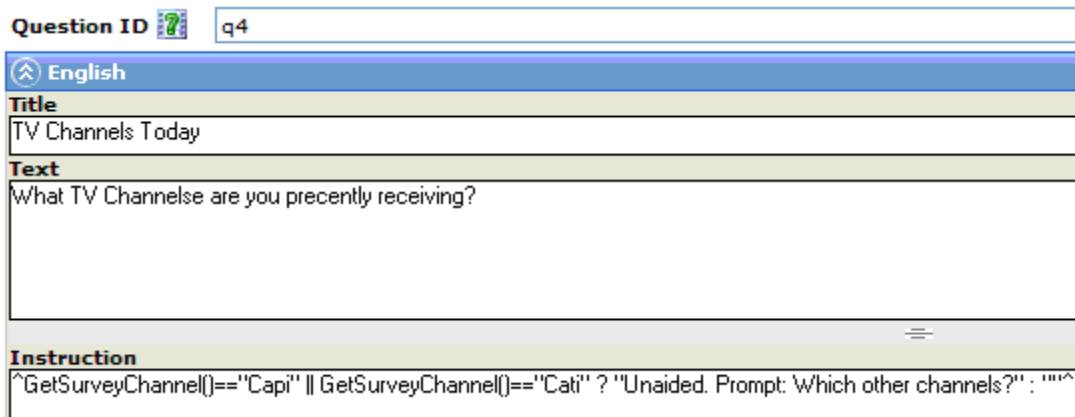 Question ID ? q4
English
Title
TV Channels Today
Text
What TV Channelse are you precently receiving?
Instruction
^GetSurveyChannel()=="Capi" || GetSurveyChannel()=="Cati" ? "Unaided. Prompt: Which other channels?" : ""^